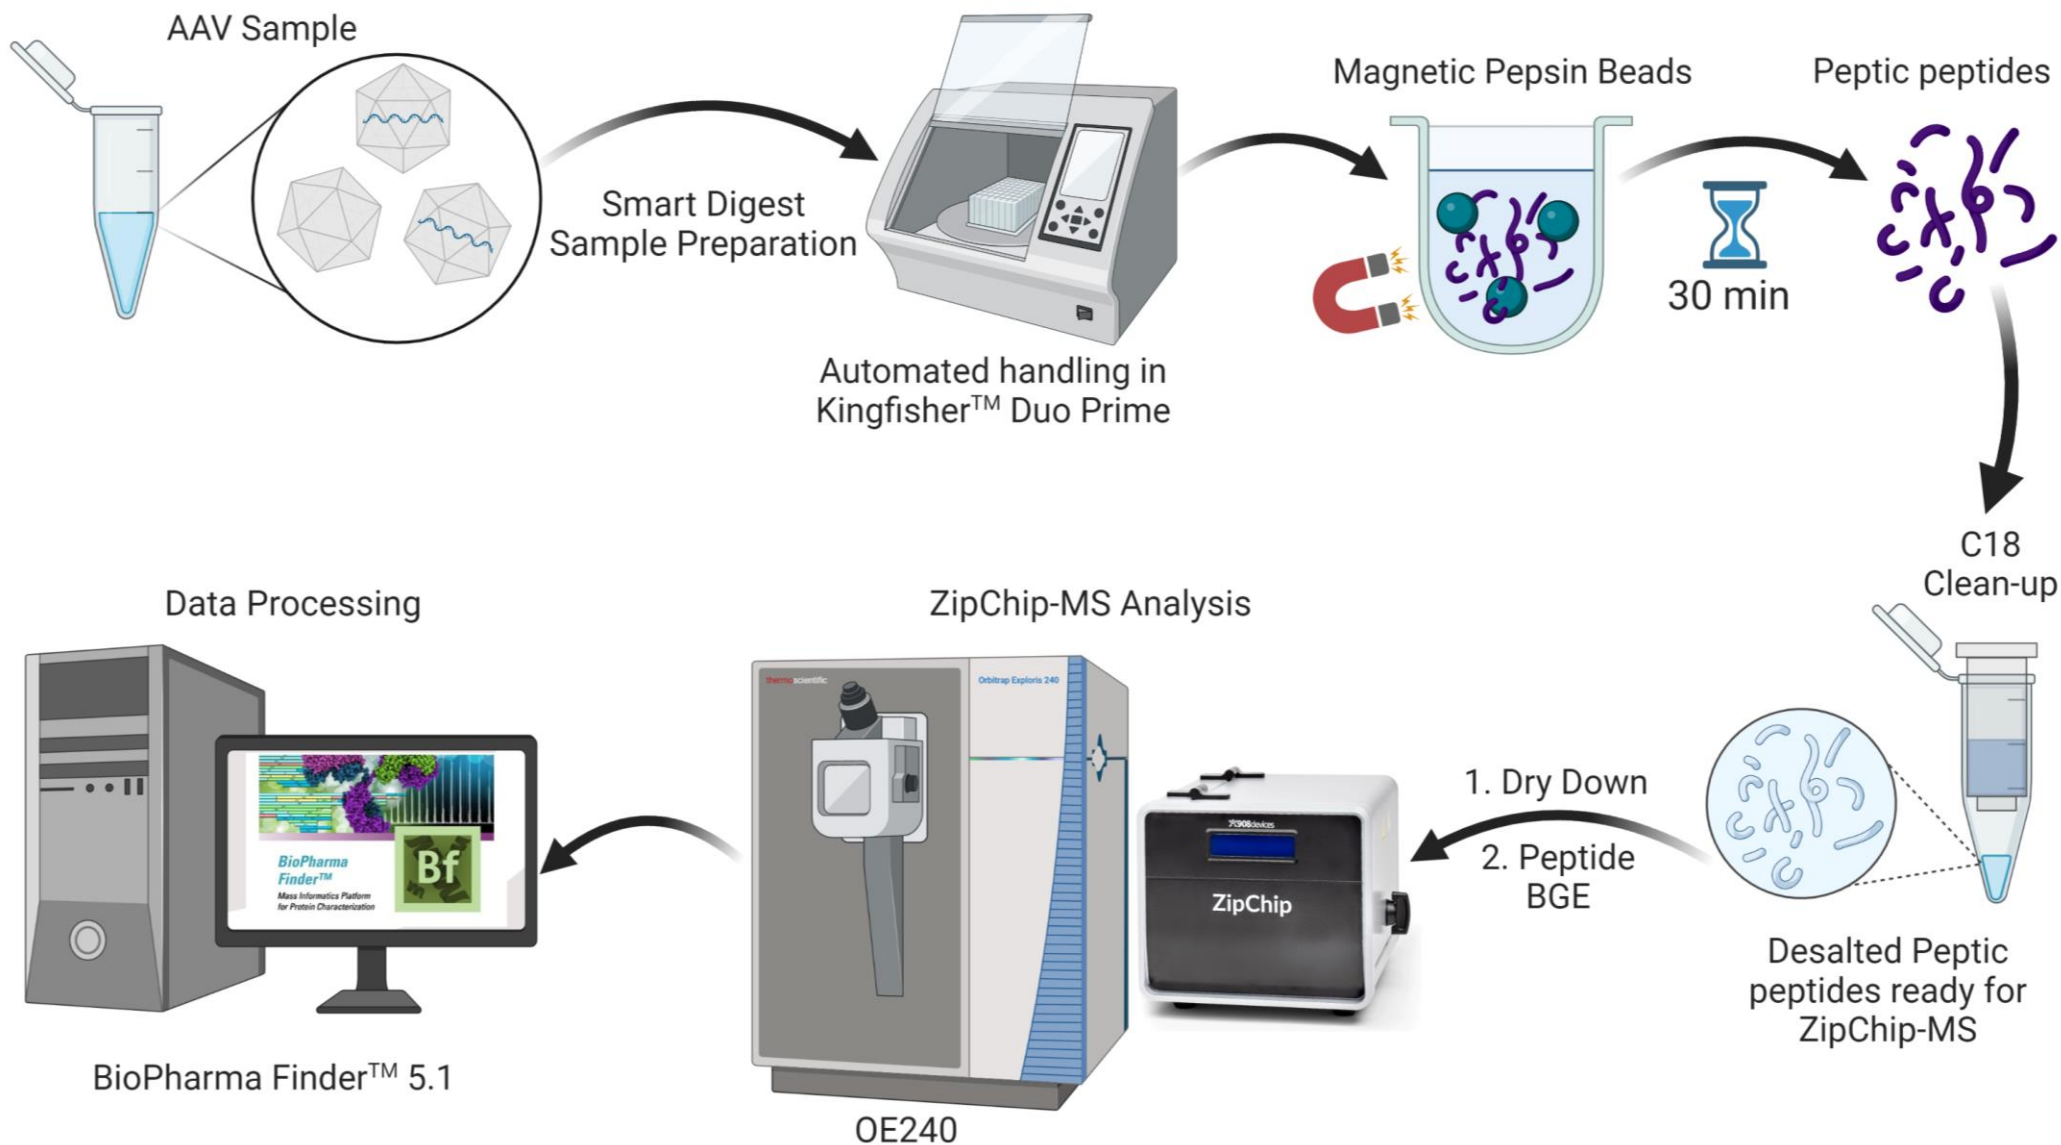 AAV Sample
Smart Digest
Sample Preparation
Automated handling in
Kingfisher™ Duo Prime
Magnetic Pepsin Beads
30 min
Peptic peptides
C18
Clean-up
Desalted Peptic
peptides ready for
ZipChip-MS
1. Dry Down
2. Peptide
BGE
ZipChip-MS Analysis
thermoscientific
Orbitrap Exploris 240
908devices
ZipChip
OE240
Data Processing
BioPharma
Finder™
Mass Informatics Platform
for Protein Characterization
Bf
BioPharma Finder™ 5.1